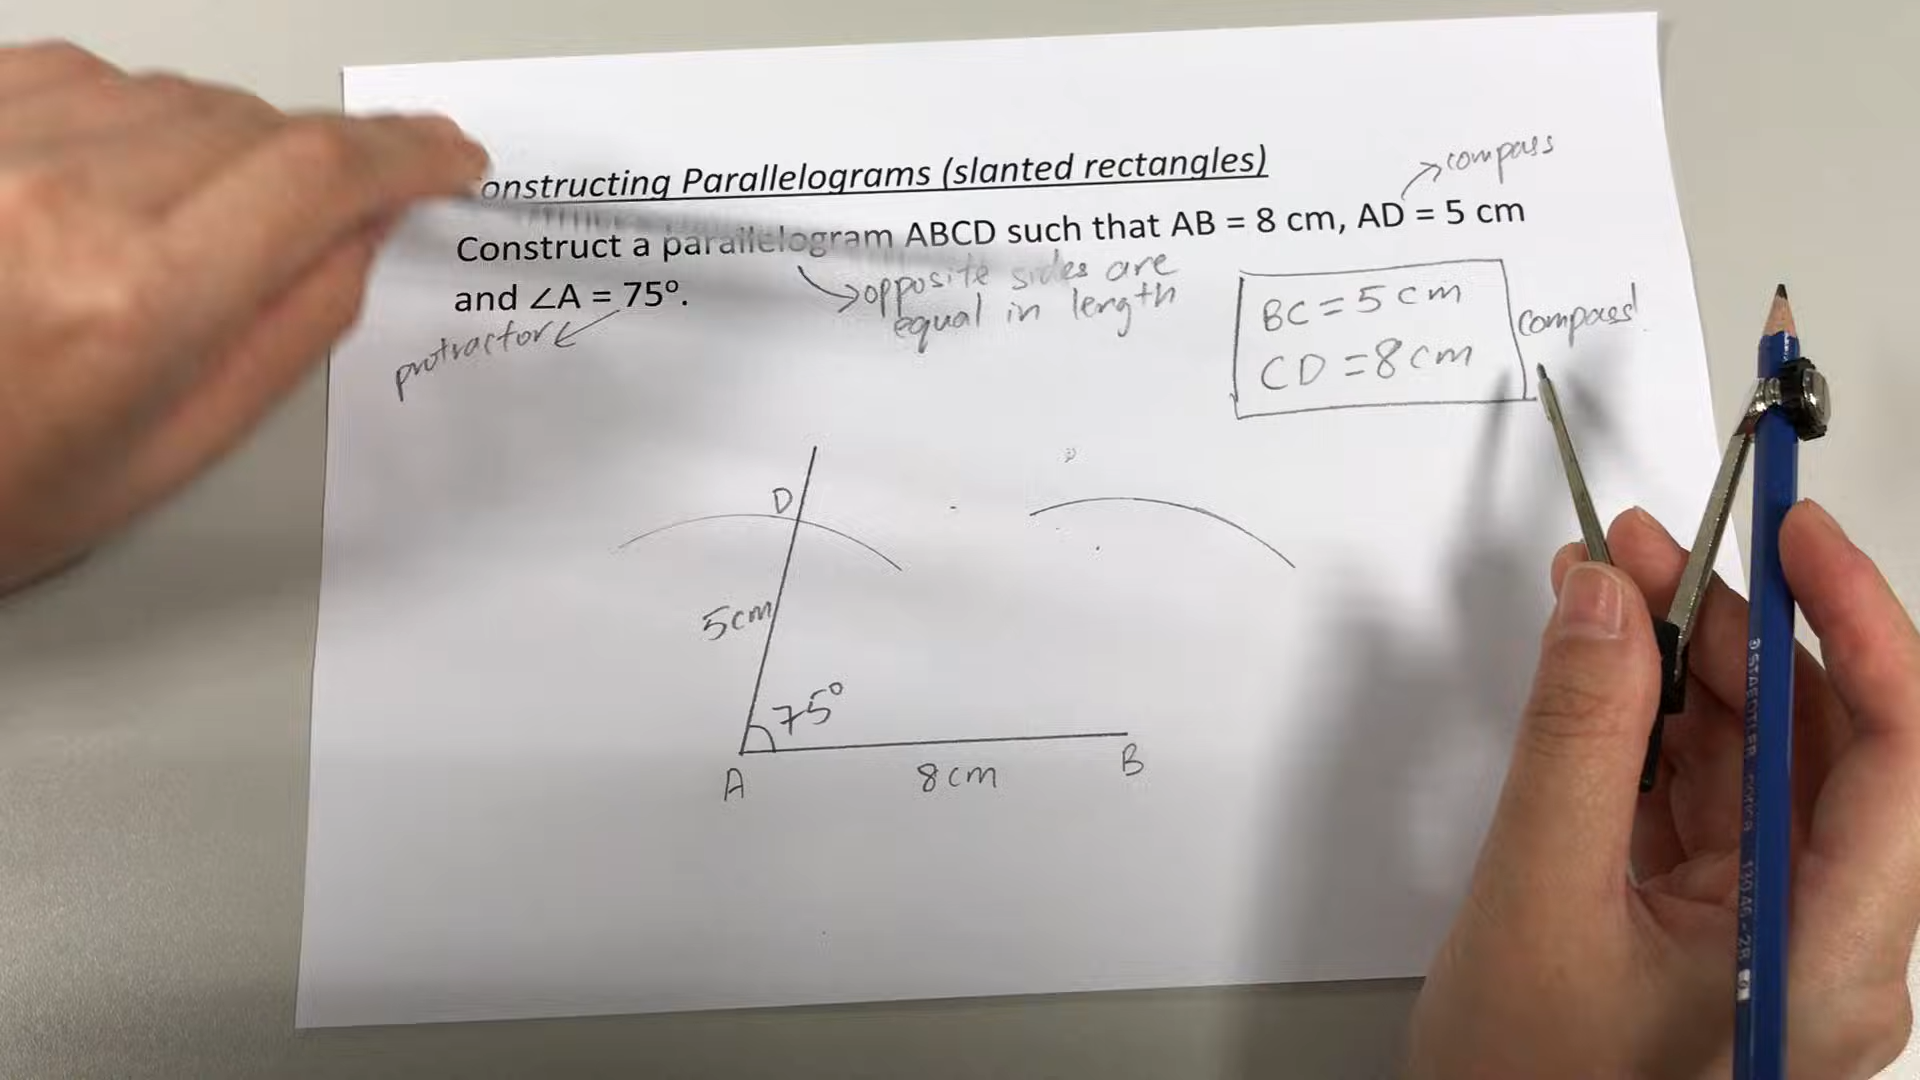 onstructing Parallelograms (slanted rectangles)
compass
Construct a parallelogram ABCD such that AB = 8 cm, AD = 5 cm
and ∠A = 75°.
protractor
opposite sides are
equal in length
BC = 5 cm
CD = 8 cm
compass
D
5cm
75°
A
8 cm
B
STAEDTLER